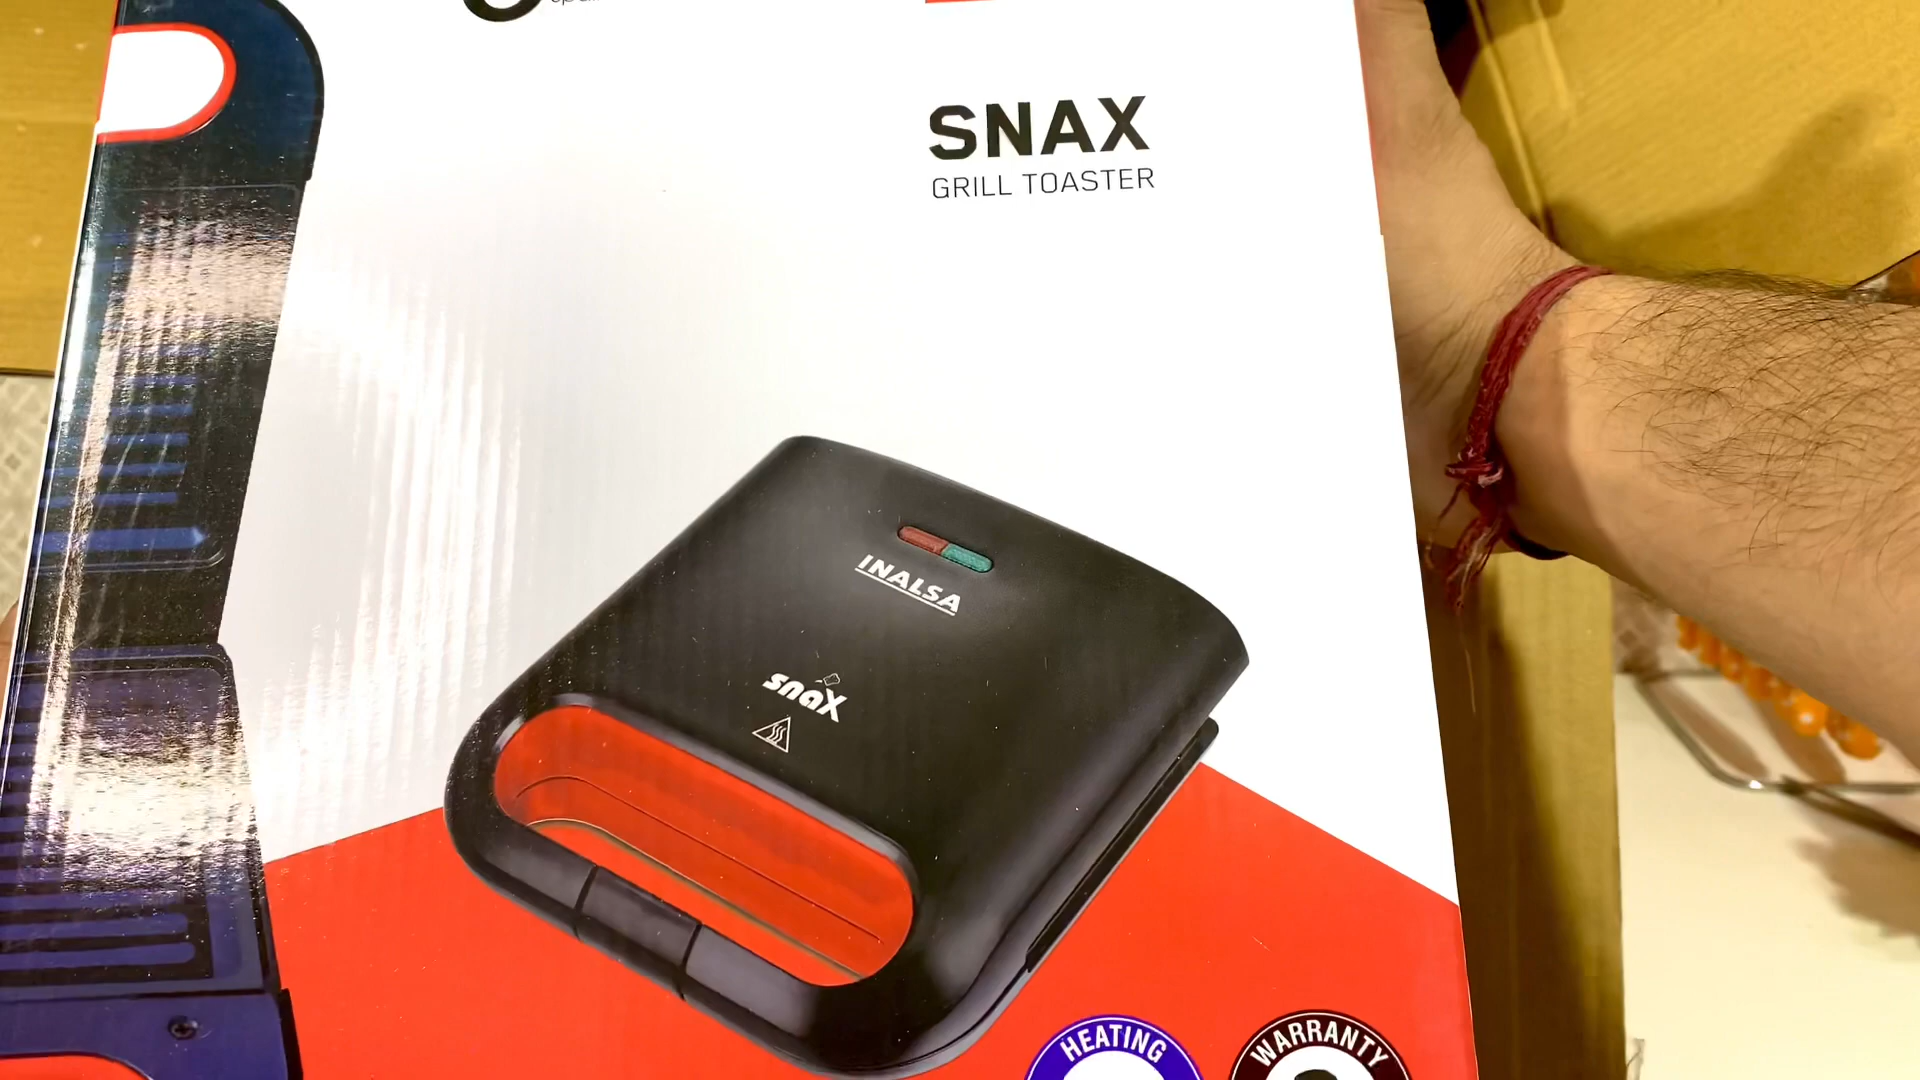 SNAX
GRILL TOASTER
INALSA
snax
HEATING
WARRANTY